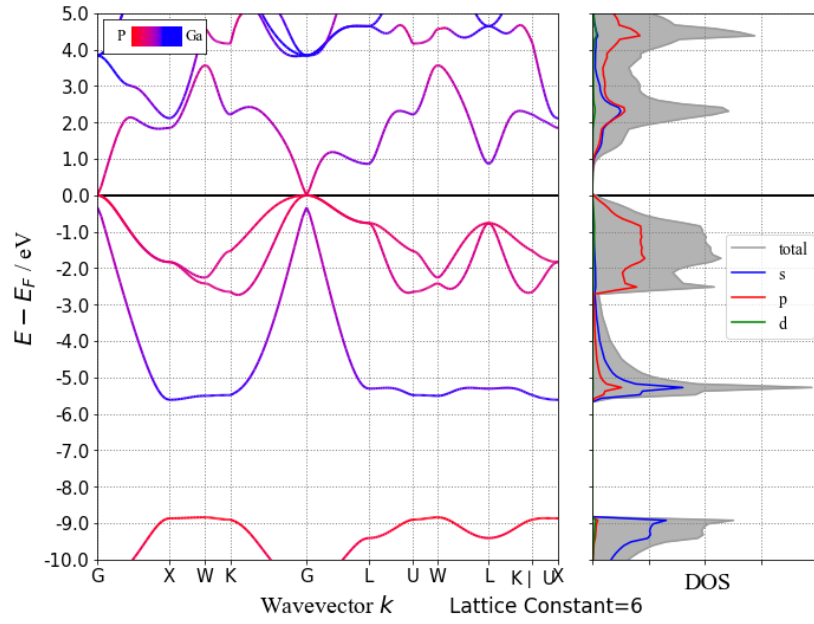 P Ga
5.0
4.0
3.0
2.0
1.0
0.0
-1.0
-2.0
-3.0
-4.0
-5.0
-6.0
-7.0
-8.0
-9.0
-10.0
E − E_F / eV
G X W K G L U W L K | U X
Wavevector k
Lattice Constant=6
total
s
p
d
DOS